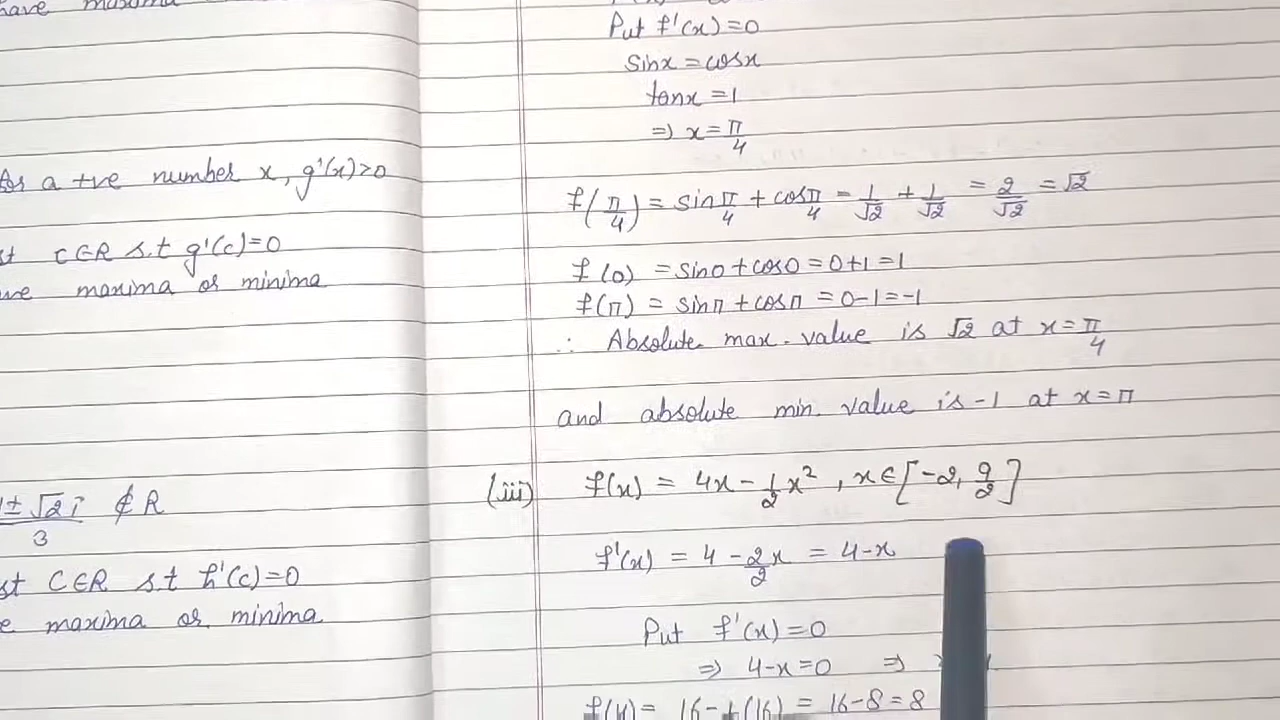 have maxima
for a +ve number x, g'(x)>0
st C∈R s.t g'(c)=0
ve maxima or minima
1±√2i ∉ R
3
st C∈R s.t h'(c)=0
e maxima or minima
Put f'(x)=0
sinx = cosx
tanx = 1
⇒ x = π/4
f(π/4) = sin π/4 + cos π/4 = 1/√2 + 1/√2 = 2/√2 = √2
f(0) = sin0 + cos0 = 0+1 = 1
f(π) = sinπ + cosπ = 0-1 = -1
∴ Absolute max. value is √2 at x = π/4
and absolute min. value is -1 at x = π
(iii) f(x) = 4x - 1/2 x², x∈[-2, 9/2]
f'(x) = 4 - 2/2 x = 4-x
Put f'(x) = 0
⇒ 4-x=0 ⇒
f(4) = 16 - 1(16) = 16-8 = 8